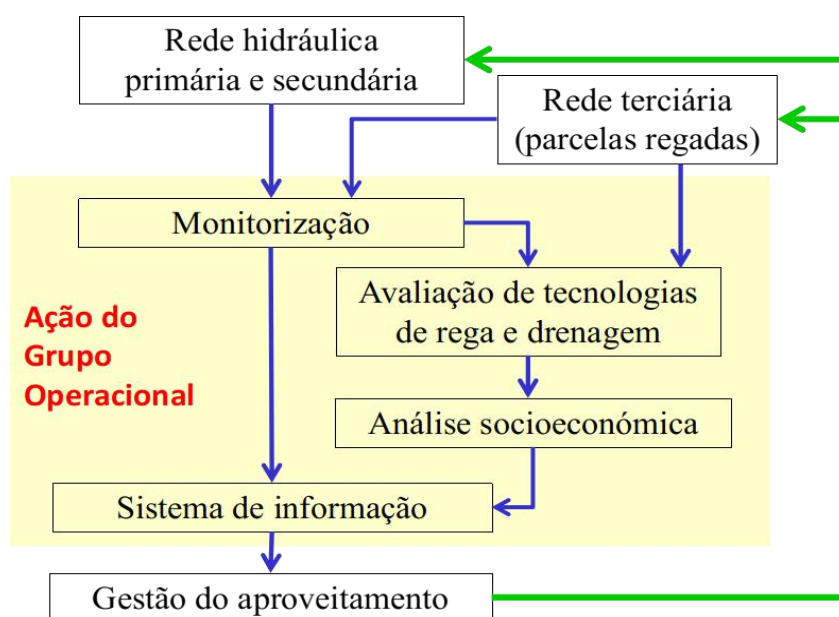 Rede hidráulica
primária e secundária
Rede terciária
(parcelas regadas)
Monitorização
Avaliação de tecnologias
de rega e drenagem
Ação do
Grupo
Operacional
Análise socioeconómica
Sistema de informação
Gestão do aproveitamento